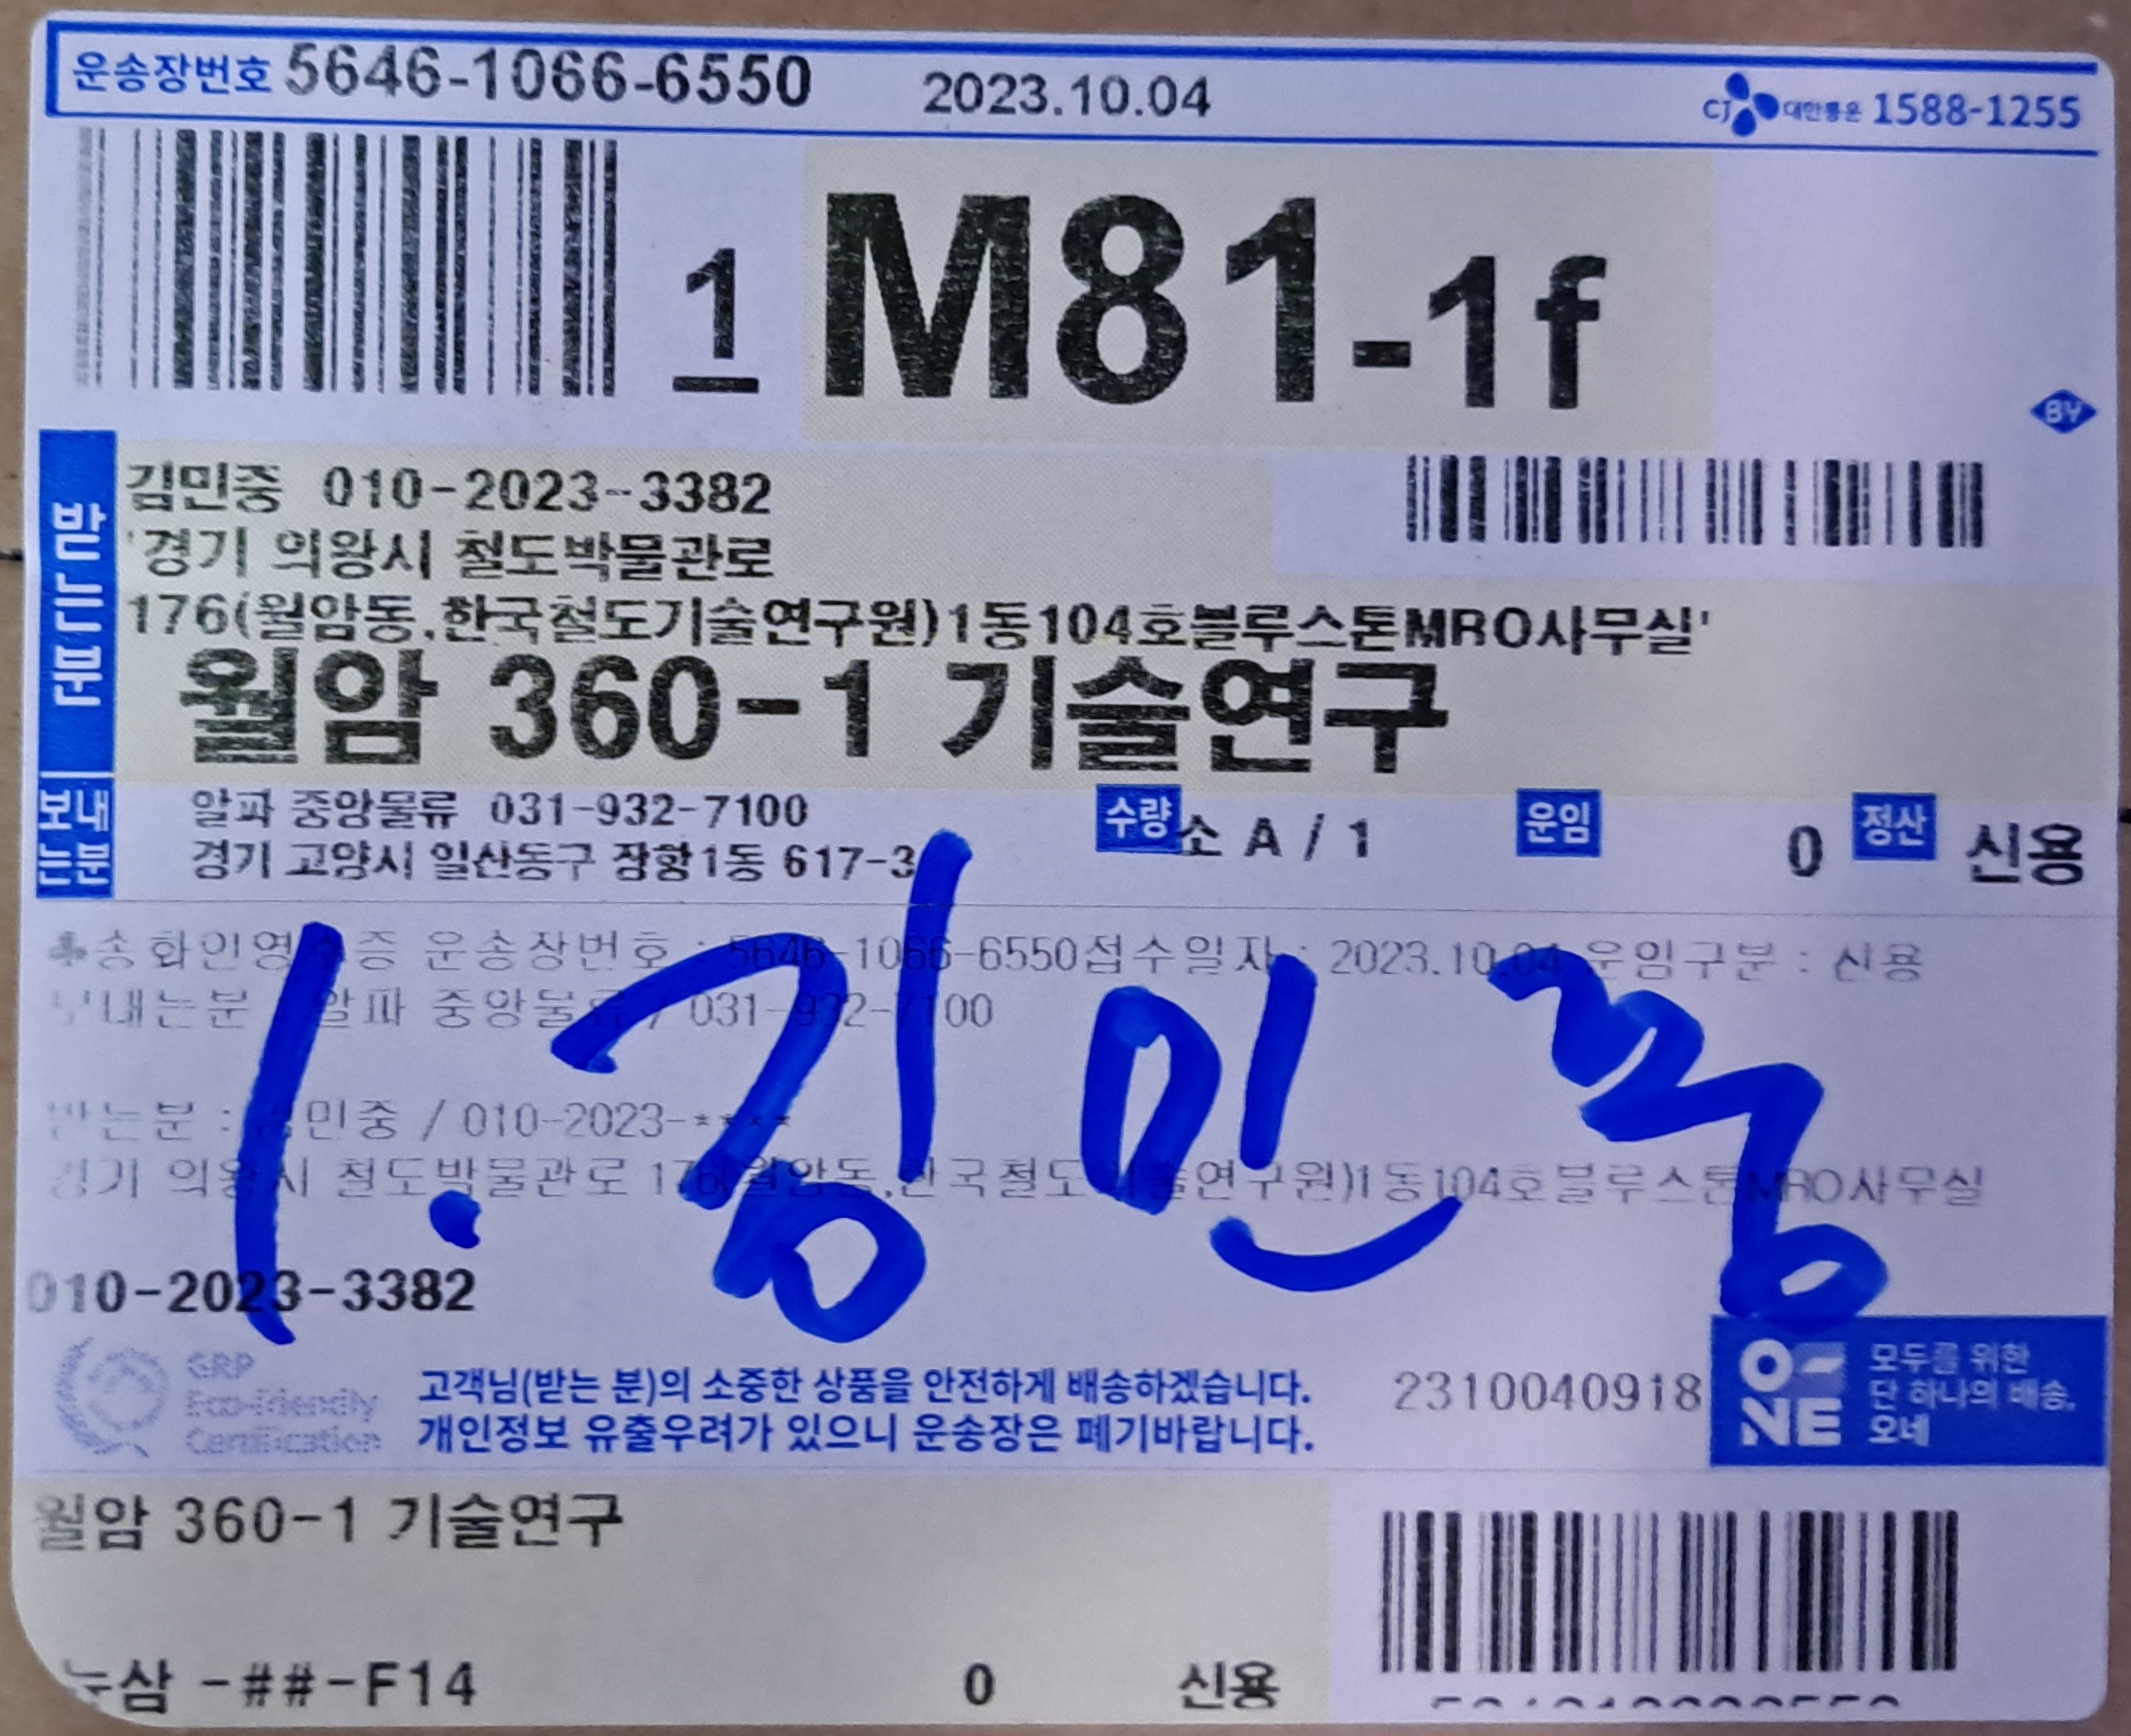 운송장번호 5646-1066-6550 2023.10.04 CJ 대한통운 1588-1255
1 M81-1f
BY
받는분
김민중 010-2023-3382
'경기 의왕시 철도박물관로
176(월암동,한국철도기술연구원)1동104호블루스톤MRO사무실'
월암 360-1 기술연구
보내는분
알파 중앙물류 031-932-7100
경기 고양시 일산동구 장항1동 617-3
수량 소 A / 1 운임 0 정산 신용
♣송화인영수증 운송장번호 : 5646-1066-6550접수일자 : 2023.10.04 운임구분 : 신용
보내는분 : 알파 중앙물류 / 031-932-7100
받는분 : 김민중 / 010-2023-****
경기 의왕시 철도박물관로 176(월암동,한국철도기술연구원)1동104호블루스톤MRO사무실
1. 김민중
010-2023-3382
GRP
Eco-friendly
Certification
고객님(받는 분)의 소중한 상품을 안전하게 배송하겠습니다.
개인정보 유출우려가 있으니 운송장은 폐기바랍니다.
2310040918
O-NE
모두를 위한
단 하나의 배송,
오네
월암 360-1 기술연구
-##-F14 0 신용